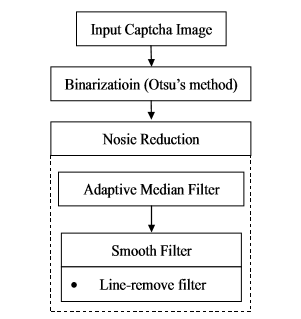 Input Captcha Image
Binarizatioin (Otsu's method)
Nosie Reduction
Adaptive Median Filter
Smooth Filter
• Line-remove filter